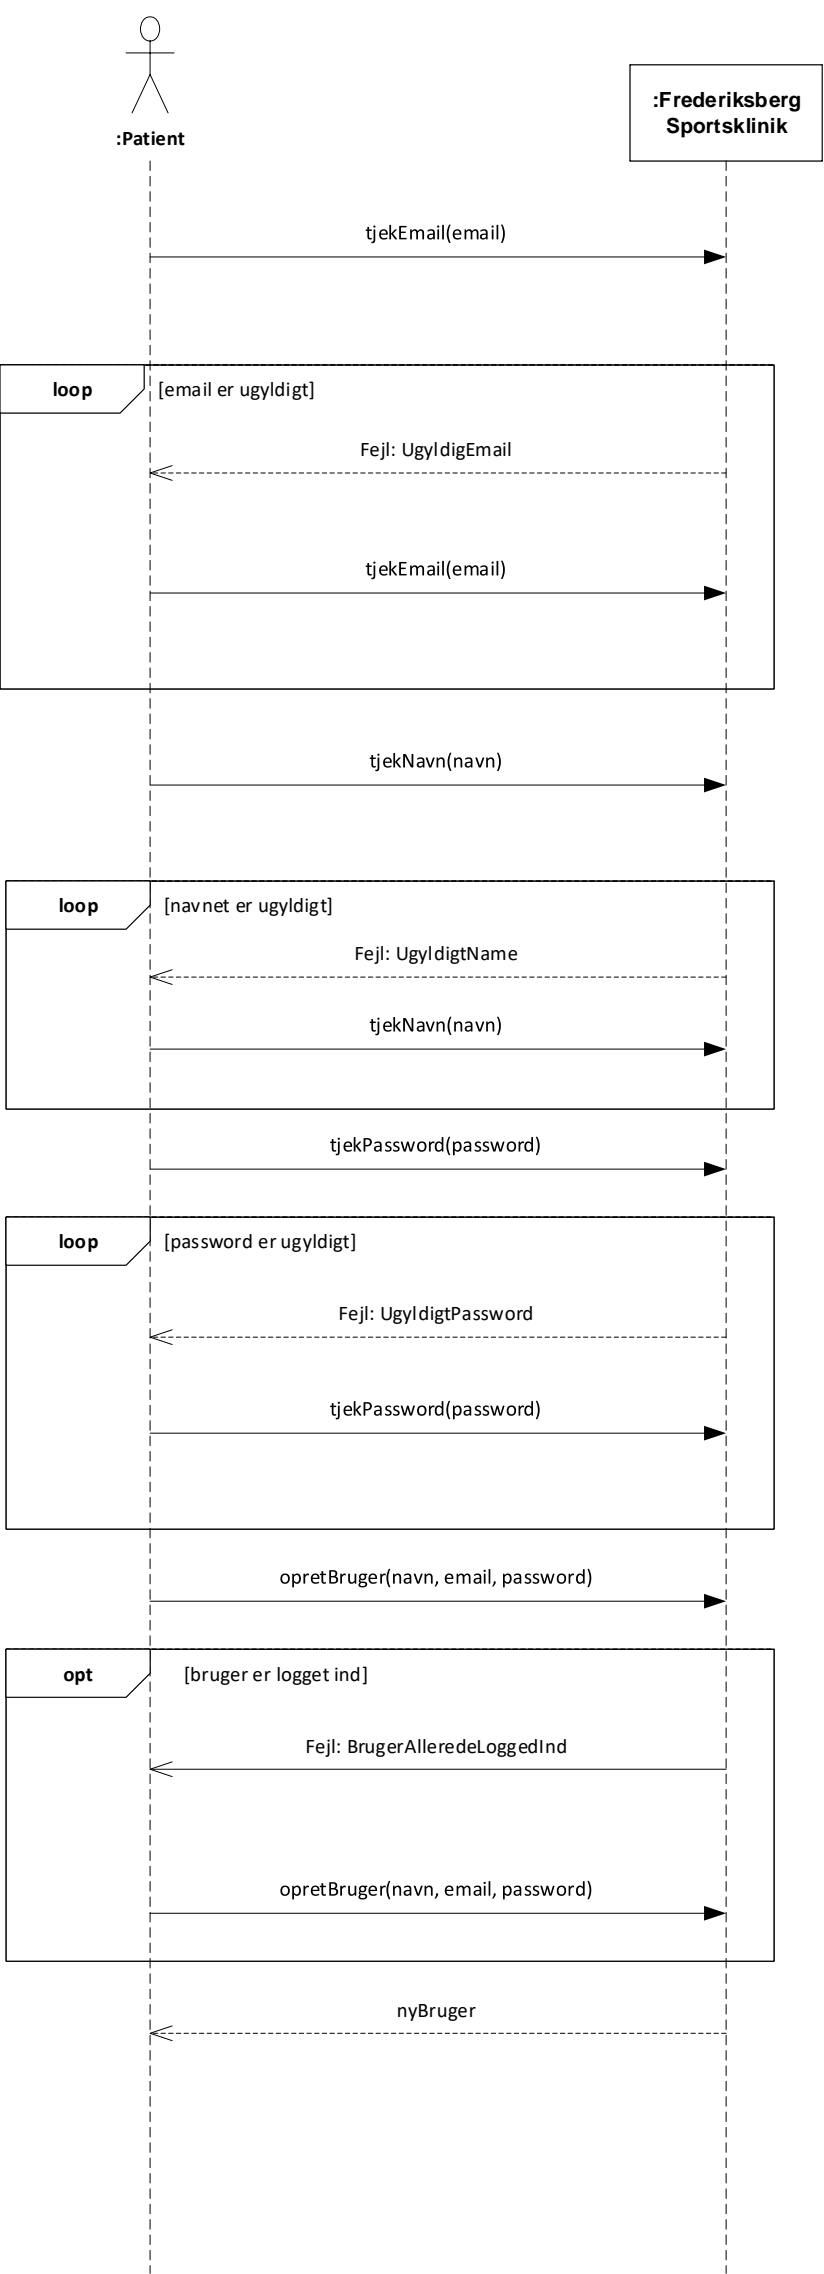 :Patient
:Frederiksberg
Sportsklinik
tjekEmail(email)
loop
[email er ugyldigt]
Fejl: UgyldigEmail
tjekEmail(email)
tjekNavn(navn)
loop
[navnet er ugyldigt]
Fejl: UgyldigtName
tjekNavn(navn)
tjekPassword(password)
loop
[password er ugyldigt]
Fejl: UgyldigtPassword
tjekPassword(password)
opretBruger(navn, email, password)
opt
[bruger er logget ind]
Fejl: BrugerAlleredeLoggedInd
opretBruger(navn, email, password)
nyBruger